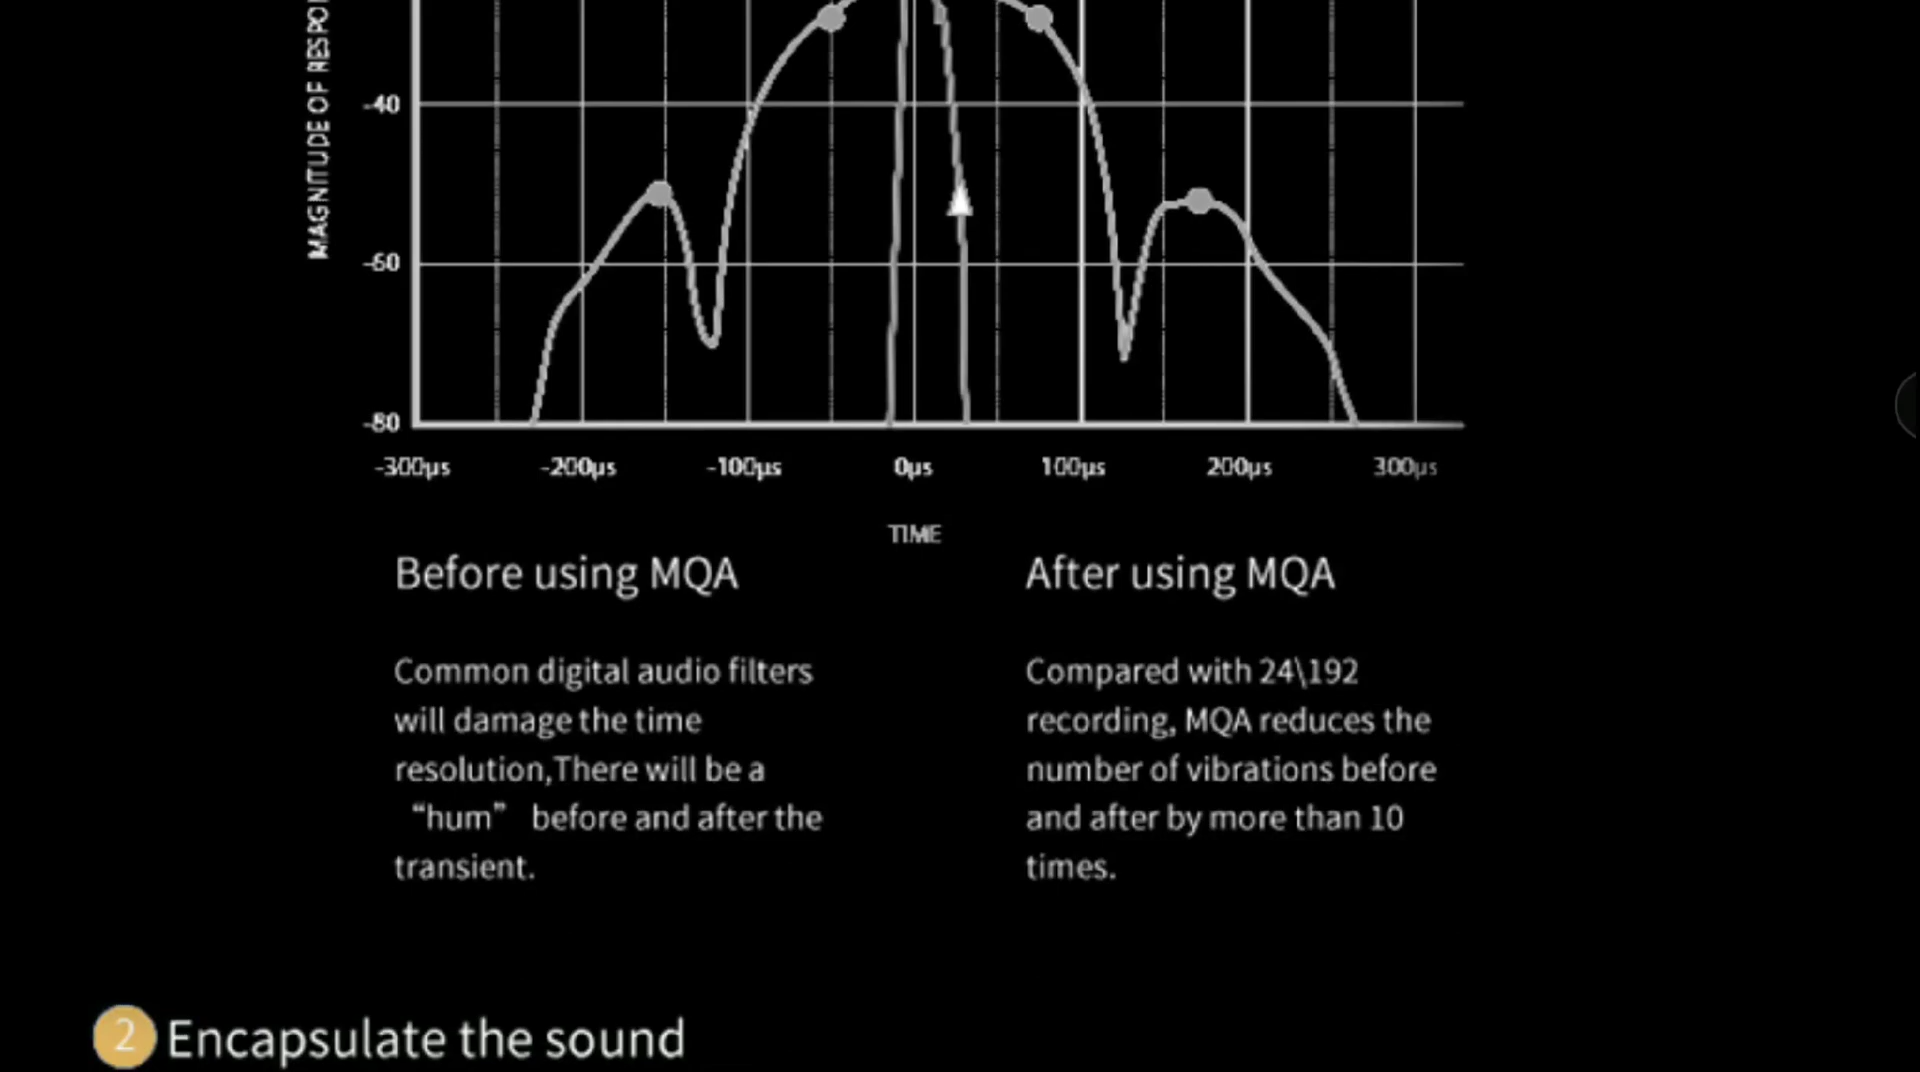 MAGNITUDE OF RESPO
-40
-60
-80
-300µs -200µs -100µs 0µs 100µs 200µs 300µs
TIME
Before using MQA
Common digital audio filters
will damage the time
resolution,There will be a
“hum” before and after the
transient.
After using MQA
Compared with 24\192
recording, MQA reduces the
number of vibrations before
and after by more than 10
times.
2 Encapsulate the sound